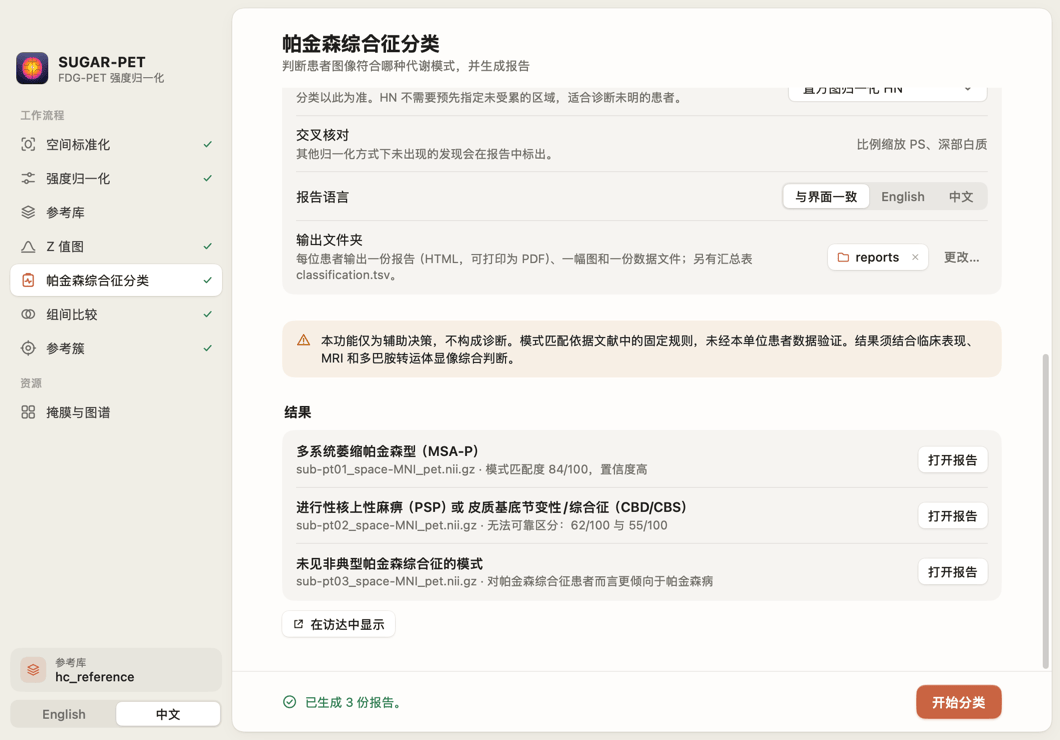 SUGAR-PET
FDG-PET 强度归一化
工作流程
空间标准化
强度归一化
参考库
Z 值图
帕金森综合征分类
组间比较
参考簇
资源
掩膜与图谱
参考库
hc_reference
English
中文
帕金森综合征分类
判断患者图像符合哪种代谢模式，并生成报告
分类以此为准。HN 不需要预先指定未受累的区域，适合诊断未明的患者。
直方图归一化 HN
交叉核对
其他归一化方式下未出现的发现会在报告中标出。
比例缩放 PS、深部白质
报告语言
与界面一致
English
中文
输出文件夹
每位患者输出一份报告（HTML，可打印为 PDF）、一幅图和一份数据文件；另有汇总表
classification.tsv。
reports ×
更改...
本功能仅为辅助决策，不构成诊断。模式匹配依据文献中的固定规则，未经本单位患者数据验证。结果须结合临床表现、
MRI 和多巴胺转运体显像综合判断。
结果
多系统萎缩帕金森型（MSA-P）
sub-pt01_space-MNI_pet.nii.gz · 模式匹配度 84/100，置信度高
打开报告
进行性核上性麻痹（PSP）或 皮质基底节变性/综合征（CBD/CBS）
sub-pt02_space-MNI_pet.nii.gz · 无法可靠区分：62/100 与 55/100
打开报告
未见非典型帕金森综合征的模式
sub-pt03_space-MNI_pet.nii.gz · 对帕金森综合征患者而言更倾向于帕金森病
打开报告
在访达中显示
已生成 3 份报告。
开始分类